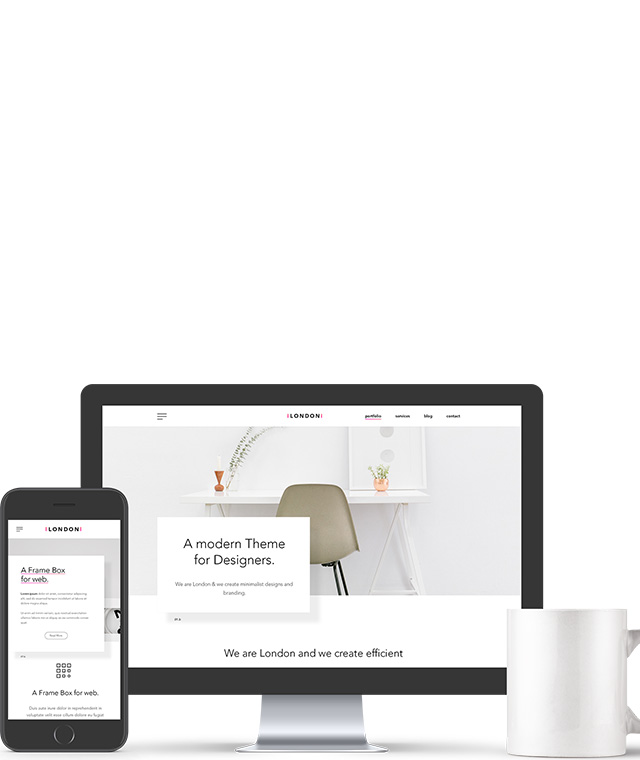 LONDON
portfolio
services
blog
contact
A modern Theme
for Designers.
We are London & we create minimalist designs and
branding.
We are London and we create efficient
LONDON
A Frame Box
for web.
Read More
A Frame Box for web.
Duis aute irure dolor in reprehenderit in
voluptate velit esse cillum dolore eu fugiat